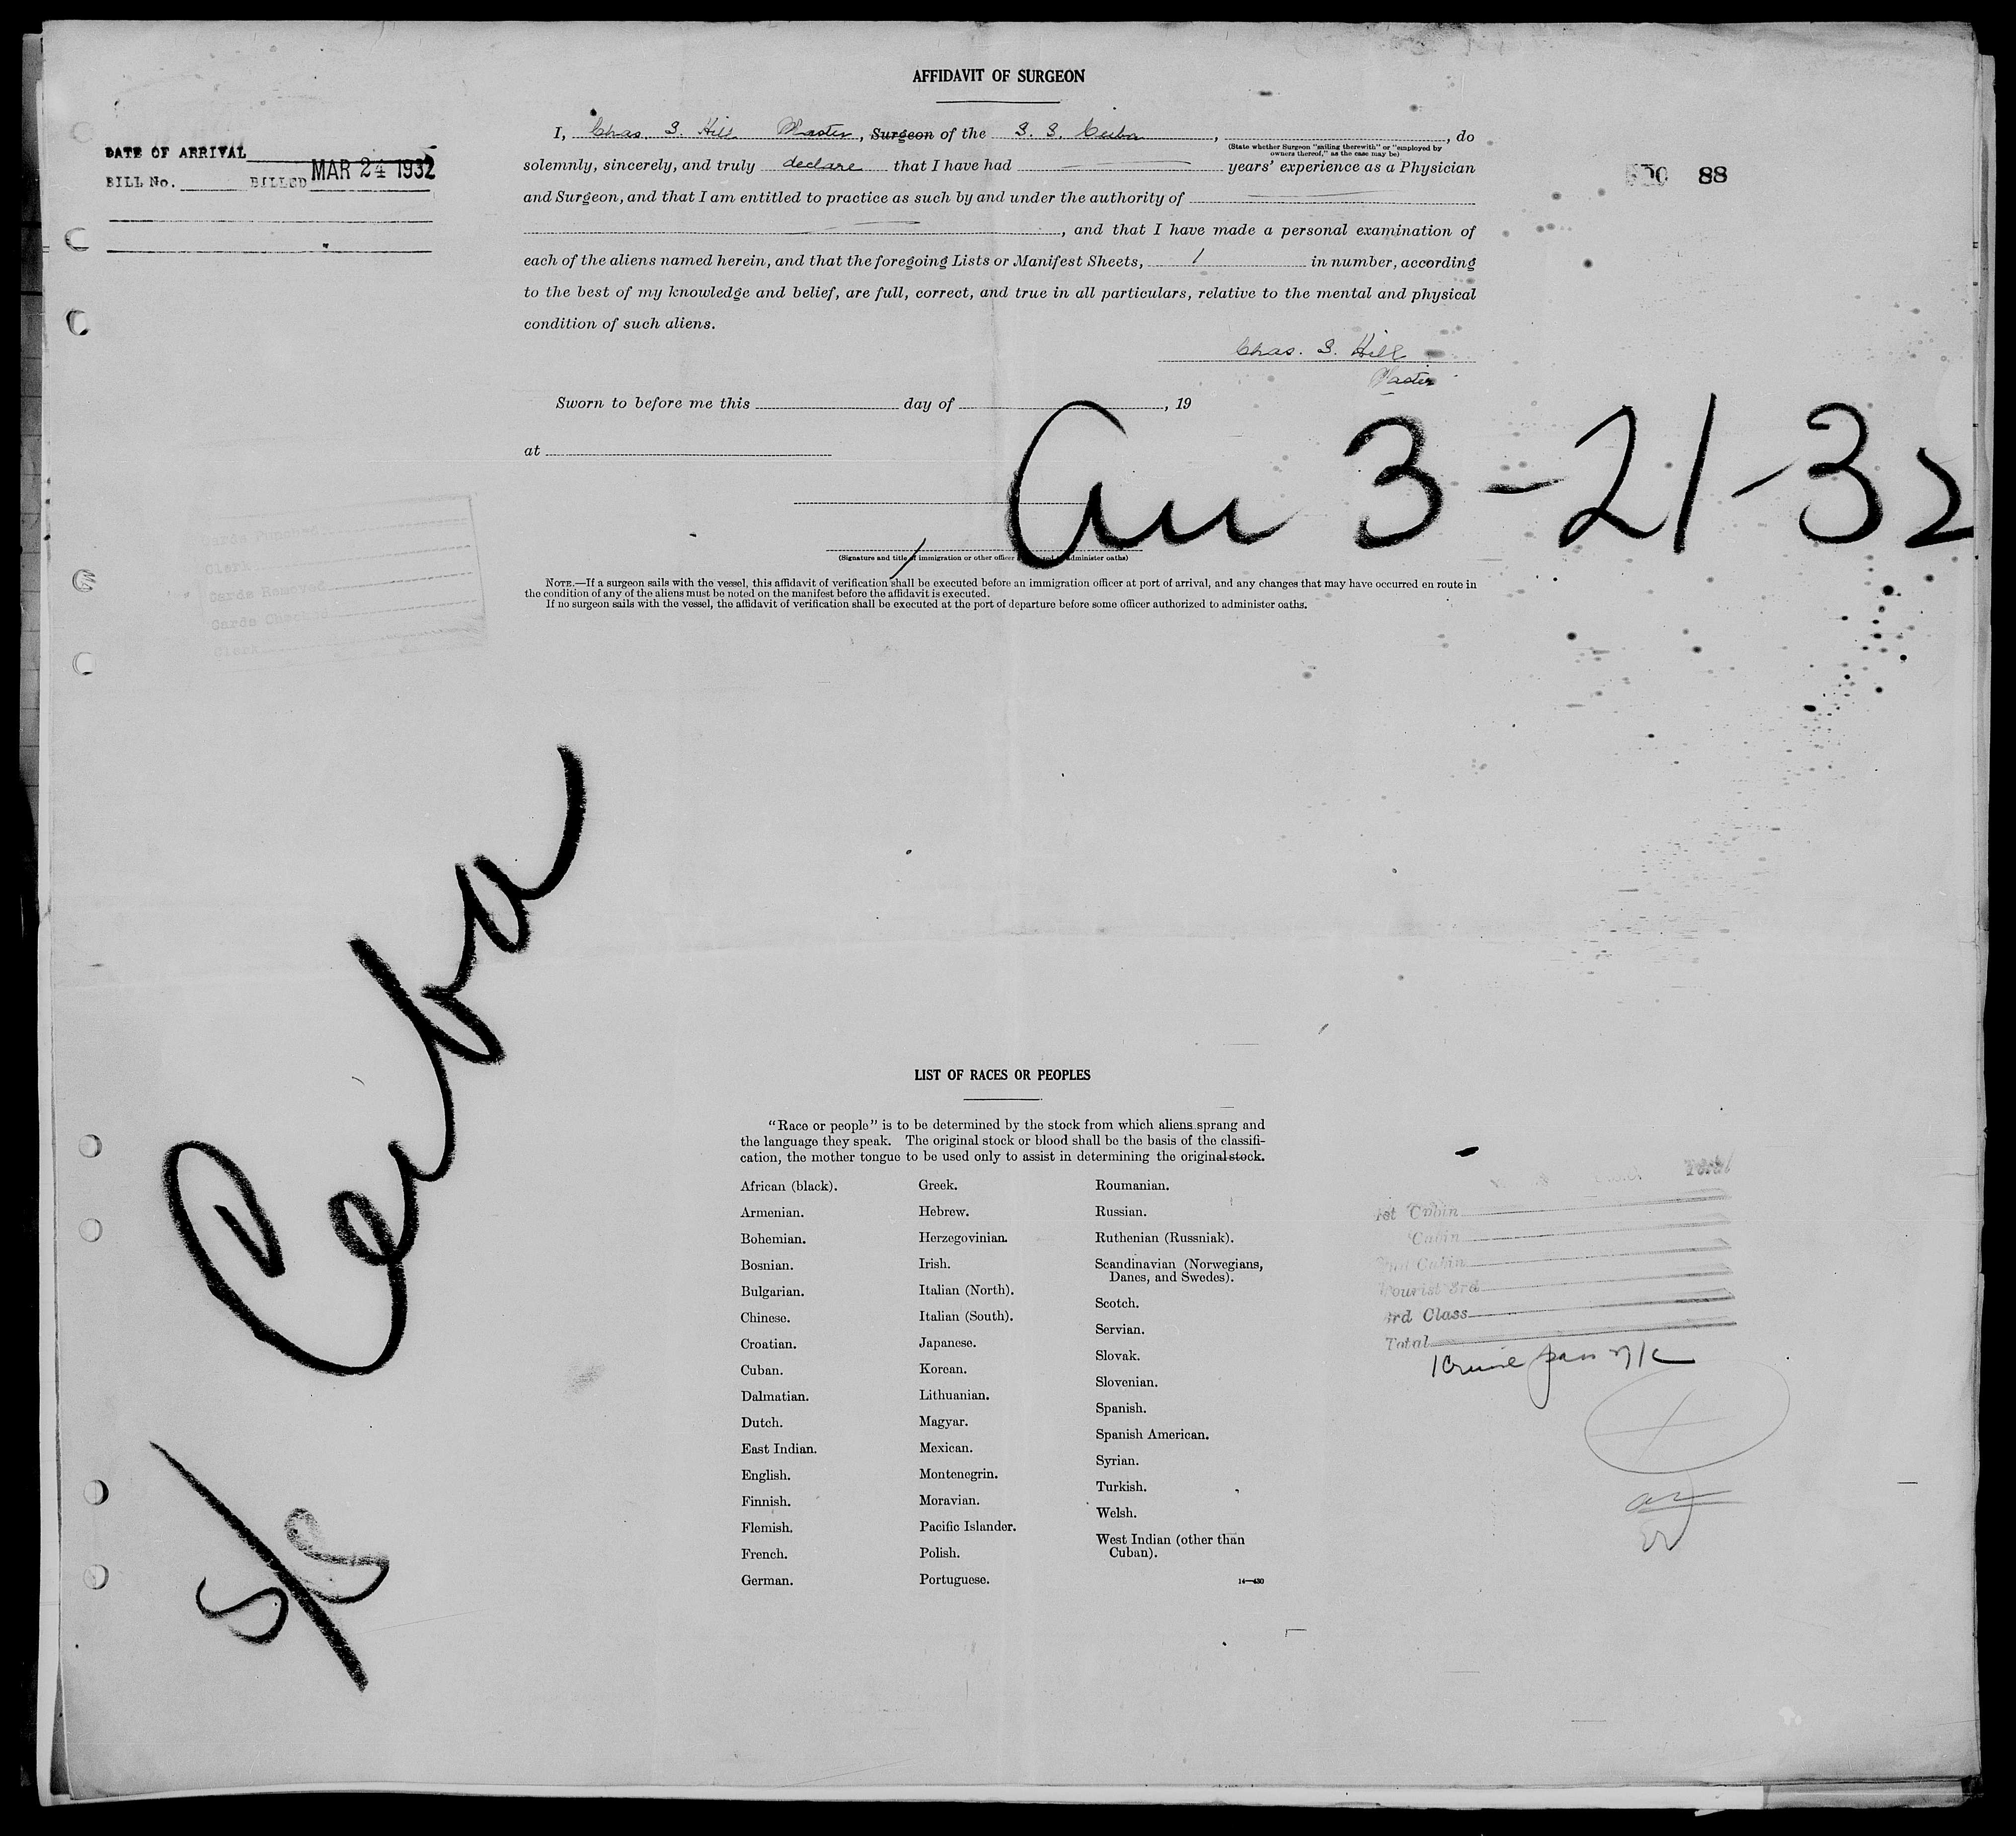 AFFIDAVIT OF SURGEON
DATE OF ARRIVAL
BILL No. BILLED MAR 24 1932
88
I, Chas. S. Hill Master, Surgeon of the S. S. Ceiba, , do
(State whether Surgeon "sailing therewith" or "employed by
owners thereof," as the case may be)
solemnly, sincerely, and truly declare that I have had years' experience as a Physician
and Surgeon, and that I am entitled to practice as such by and under the authority of
, and that I have made a personal examination of
each of the aliens named herein, and that the foregoing Lists or Manifest Sheets, 1 in number, according
to the best of my knowledge and belief, are full, correct, and true in all particulars, relative to the mental and physical
condition of such aliens.
Chas. S. Hill
Master
Sworn to before me this day of , 19
at
3-21-32
(Signature and title of immigration or other officer administer oaths)
NOTE.—If a surgeon sails with the vessel, this affidavit of verification shall be executed before an immigration officer at port of arrival, and any changes that may have occurred en route in
the condition of any of the aliens must be noted on the manifest before the affidavit is executed.
If no surgeon sails with the vessel, the affidavit of verification shall be executed at the port of departure before some officer authorized to administer oaths.
Clerk
Cards Removed
Cards Checked
Clerk
S/S
Ceiba
LIST OF RACES OR PEOPLES
"Race or people" is to be determined by the stock from which aliens sprang and
the language they speak. The original stock or blood shall be the basis of the classifi-
cation, the mother tongue to be used only to assist in determining the original stock.
African (black).
Armenian.
Bohemian.
Bosnian.
Bulgarian.
Chinese.
Croatian.
Cuban.
Dalmatian.
Dutch.
East Indian.
English.
Finnish.
Flemish.
French.
German.
Greek.
Hebrew.
Herzegovinian.
Irish.
Italian (North).
Italian (South).
Japanese.
Korean.
Lithuanian.
Magyar.
Mexican.
Montenegrin.
Moravian.
Pacific Islander.
Polish.
Portuguese.
Roumanian.
Russian.
Ruthenian (Russniak).
Scandinavian (Norwegians,
Danes, and Swedes).
Scotch.
Servian.
Slovak.
Slovenian.
Spanish.
Spanish American.
Syrian.
Turkish.
Welsh.
West Indian (other than
Cuban).
14—430
Total
1st Cabin
Cabin
2nd Cabin
Tourist 3rd
3rd Class
Total